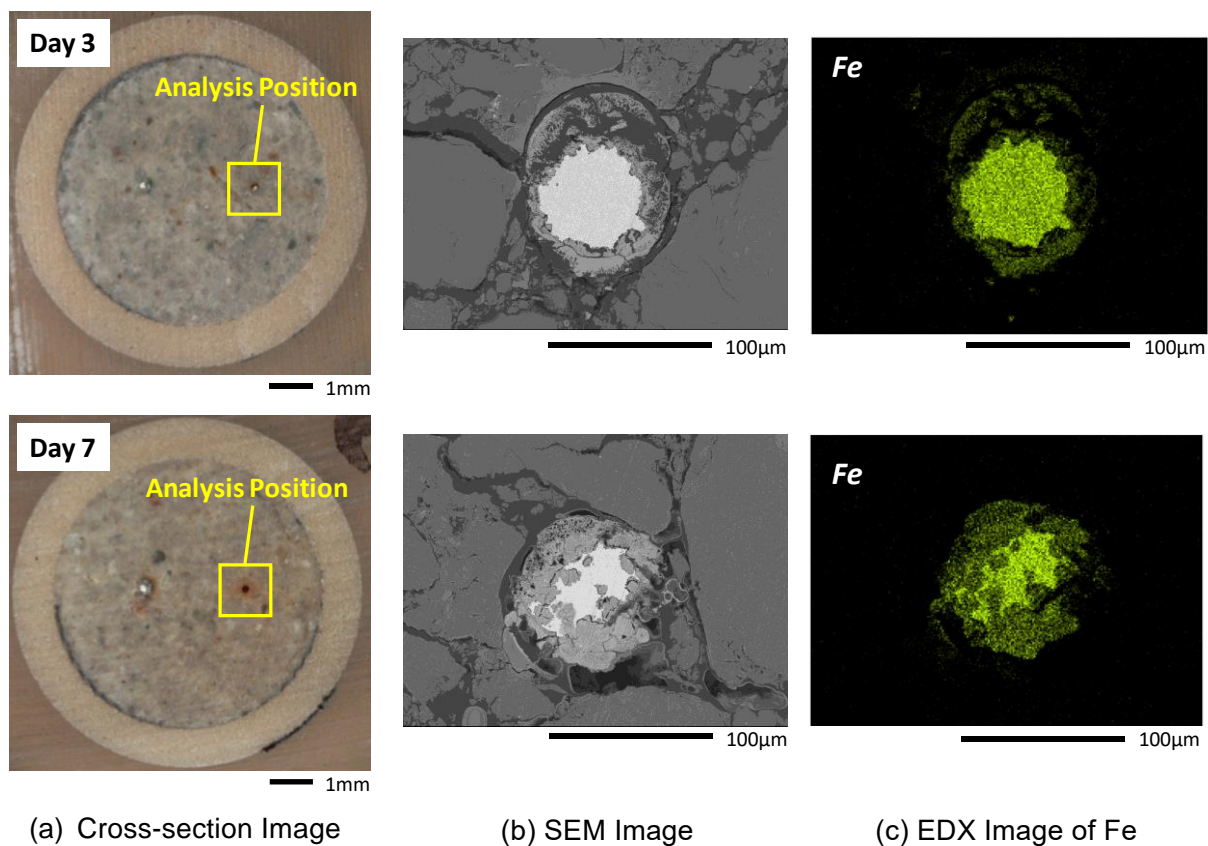 Day 3
Analysis Position
1mm
100μm
Fe
100μm
Day 7
Analysis Position
1mm
100μm
Fe
100μm
(a) Cross-section Image
(b) SEM Image
(c) EDX Image of Fe